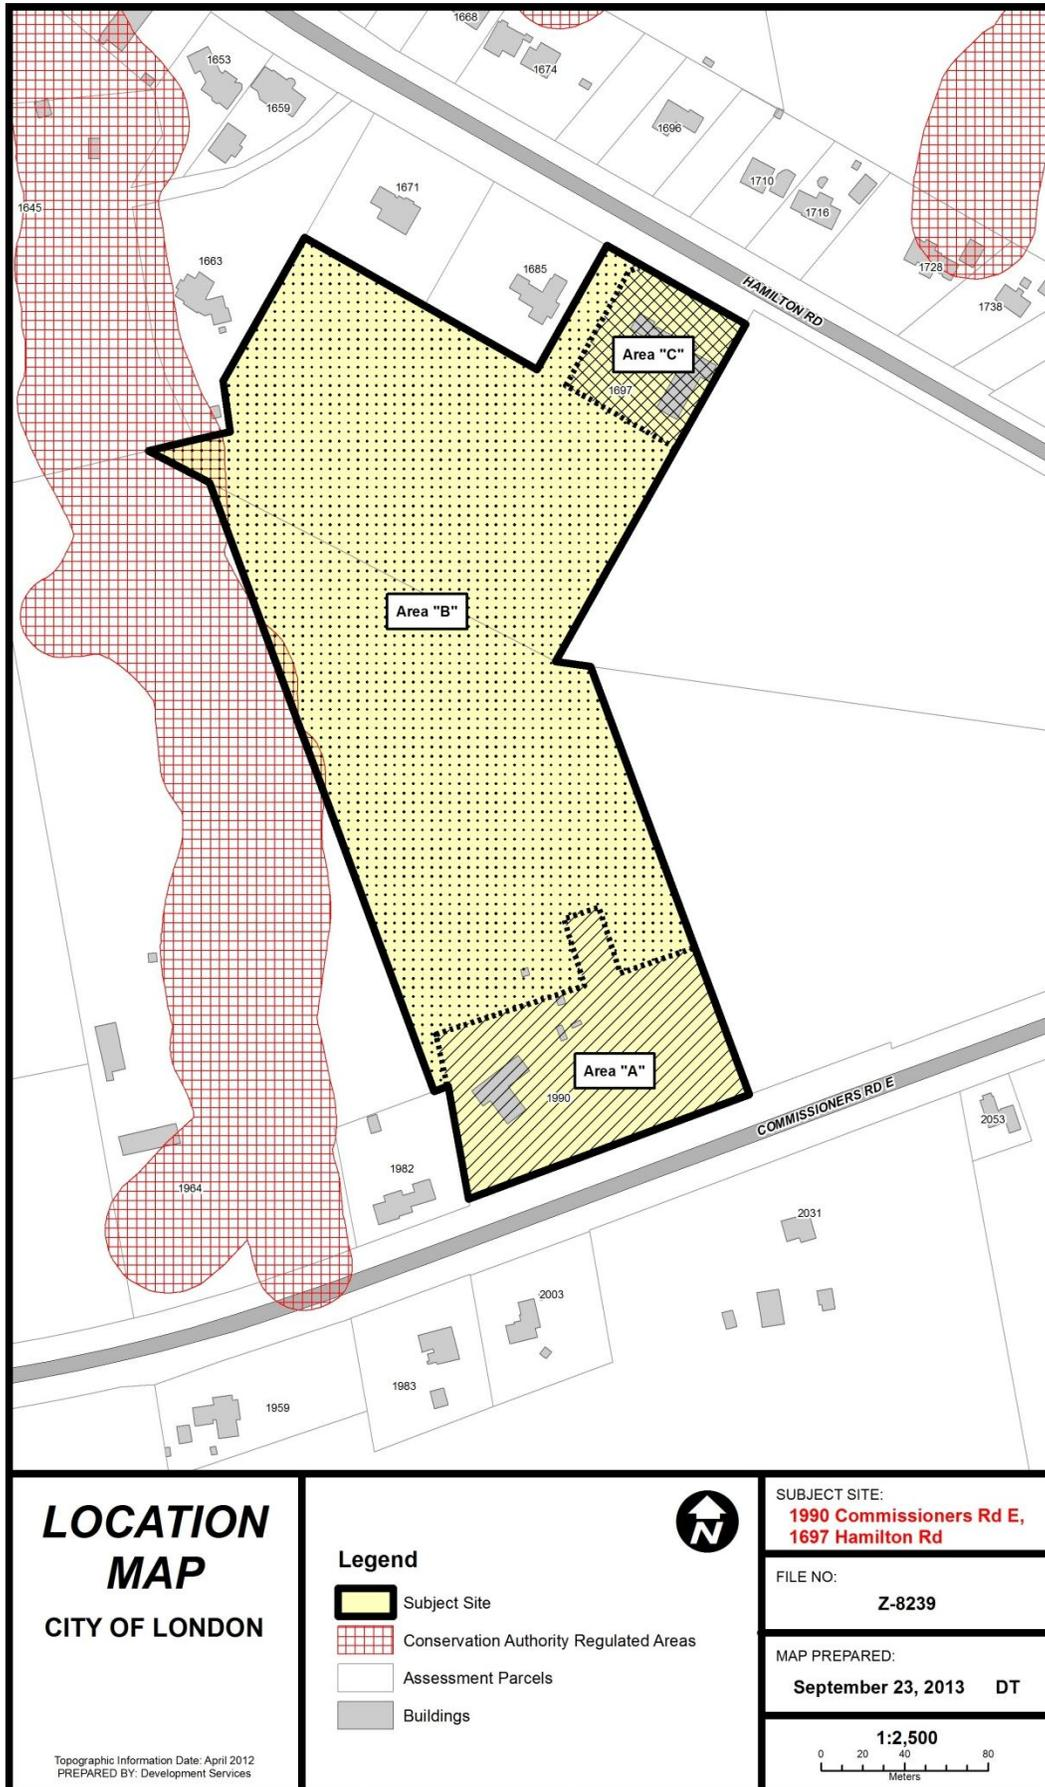 1668
1653
1674
1659
1696
1710
1671
1716
1645
1663
1685
1728
HAMILTON RD
1738
Area "C"
1697
Area "B"
Area "A"
1990
COMMISSIONERS RD E
2053
1982
1964
2031
2003
1983
1959
LOCATION
MAP
CITY OF LONDON
Topographic Information Date: April 2012
PREPARED BY: Development Services
N
Legend
Subject Site
Conservation Authority Regulated Areas
Assessment Parcels
Buildings
SUBJECT SITE:
1990 Commissioners Rd E,
1697 Hamilton Rd
FILE NO:
Z-8239
MAP PREPARED:
September 23, 2013 DT
1:2,500
0 20 40 80
Meters